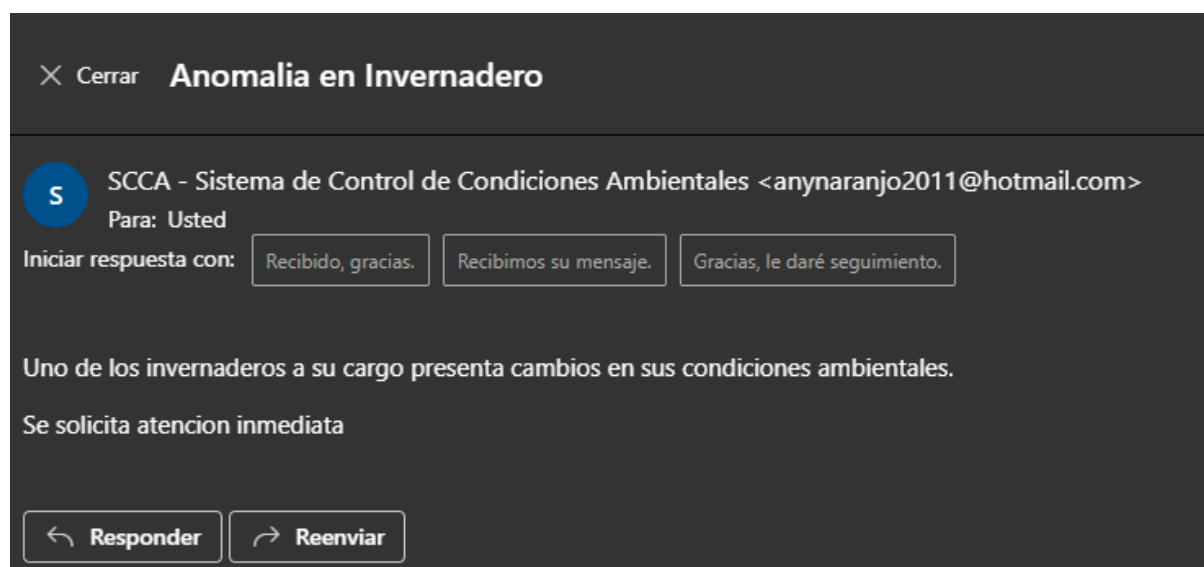 Cerrar Anomalia en Invernadero
S
SCCA - Sistema de Control de Condiciones Ambientales <anynaranjo2011@hotmail.com>
Para: Usted
Iniciar respuesta con: Recibido, gracias. Recibimos su mensaje. Gracias, le daré seguimiento.
Uno de los invernaderos a su cargo presenta cambios en sus condiciones ambientales.
Se solicita atencion inmediata
Responder Reenviar